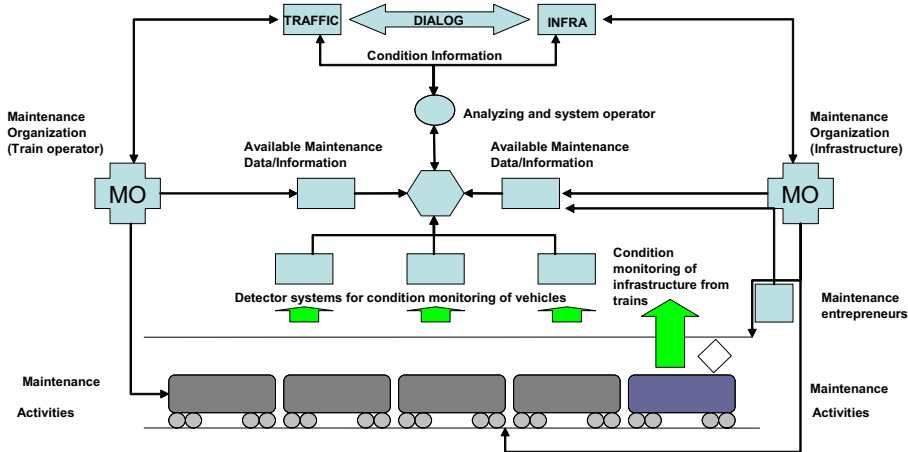 TRAFFIC
DIALOG
INFRA
Condition Information
Analyzing and system operator
Maintenance
Organization
(Train operator)
Maintenance
Organization
(Infrastructure)
Available Maintenance
Data/Information
Available Maintenance
Data/Information
MO
MO
Condition
monitoring of
infrastructure from
trains
Detector systems for condition monitoring of vehicles
Maintenance
entrepreneurs
Maintenance
Activities
Maintenance
Activities